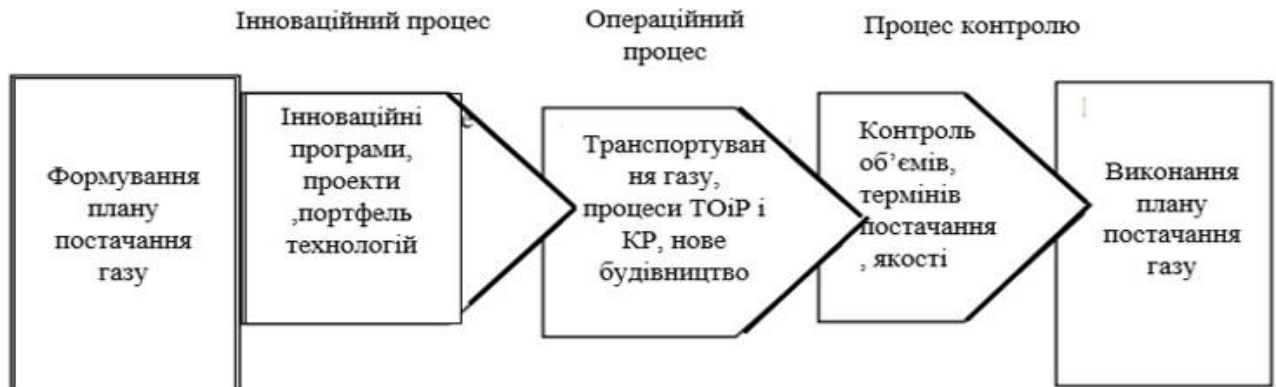 Інноваційний процес
Операційний
процес
Процес контролю
Формування
плану
постачання
газу
Інноваційні
програми,
проекти
,портфель
технологій
Транспортуван
ня газу,
процеси ТОіР і
КР, нове
будівництво
Контроль
об’ємів,
термінів
постачання
, якості
Виконання
плану
постачання
газу